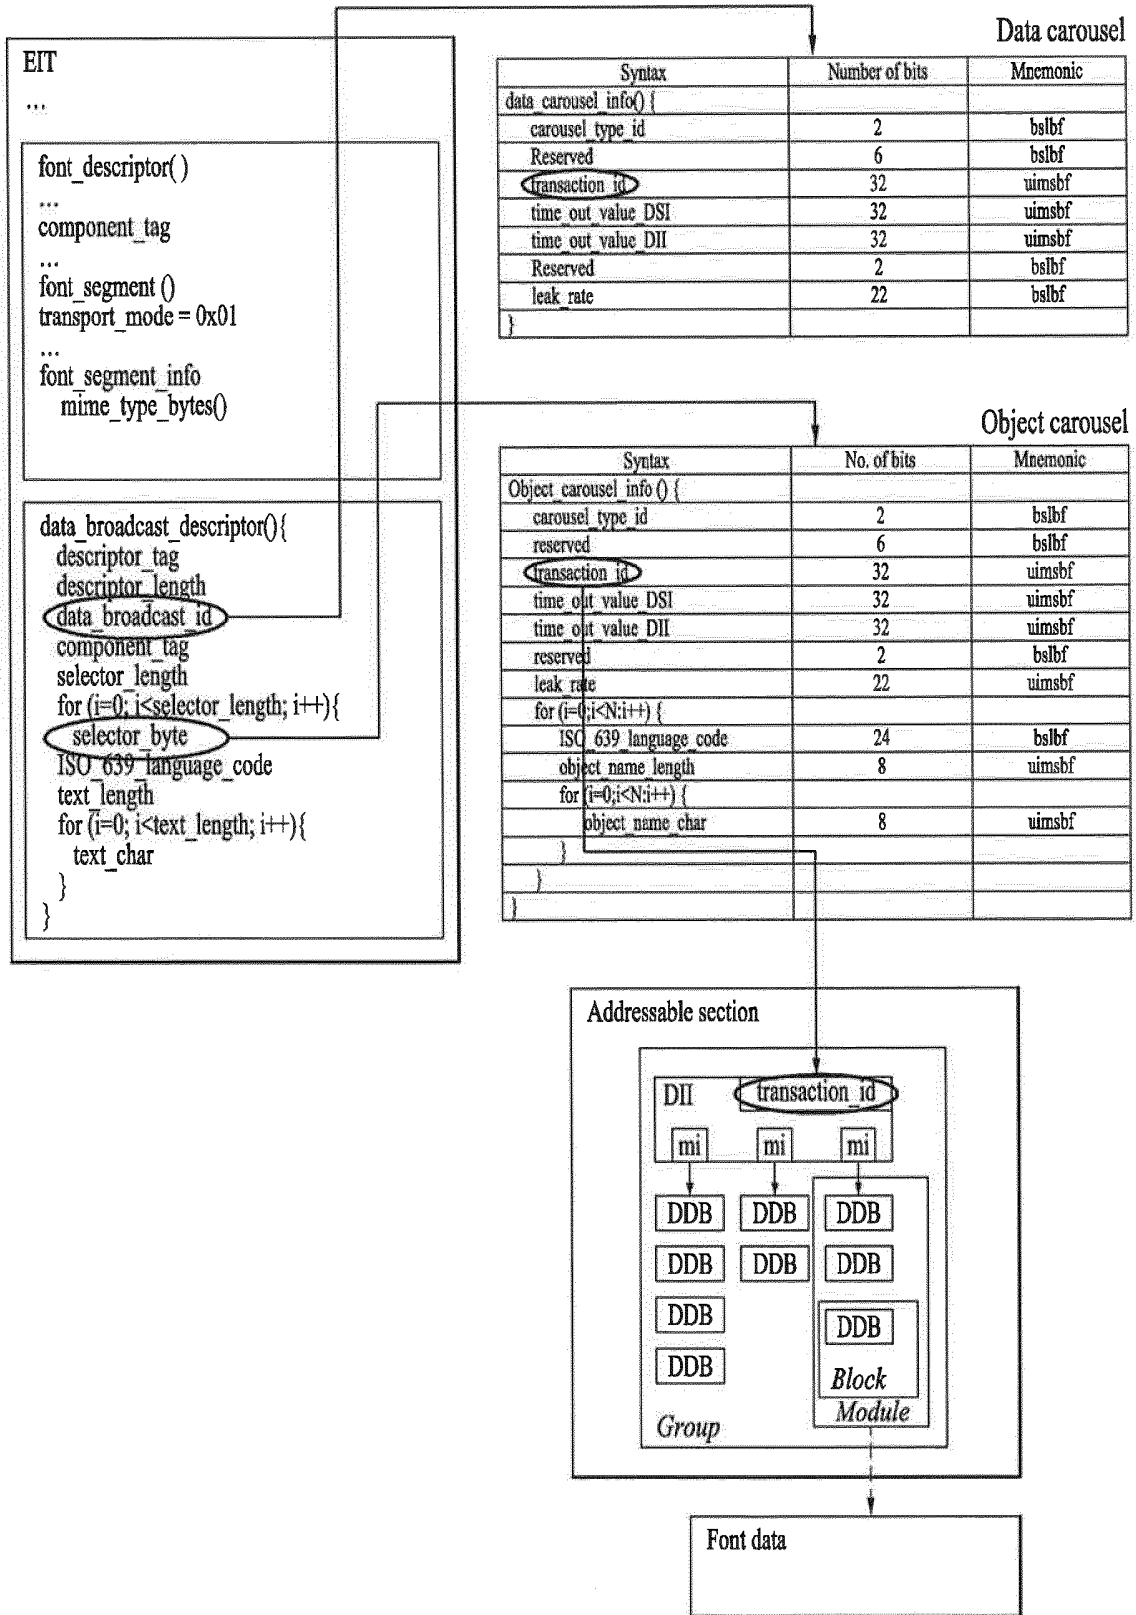 EIT
...
font_descriptor( )
...
component_tag
...
font_segment ()
transport_mode = 0x01
...
font_segment_info
mime_type_bytes()
data_broadcast_descriptor(){
descriptor_tag
descriptor_length
data_broadcast_id
component_tag
selector_length
for (i=0; i<selector_length; i++){
selector_byte
ISO_639_language_code
text_length
for (i=0; i<text_length; i++){
text_char
}
}
Data carousel
Syntax Number of bits Mnemonic
data_carousel_info() {
carousel_type_id 2 bslbf
Reserved 6 bslbf
transaction_id 32 uimsbf
time_out_value_DSI 32 uimsbf
time_out_value_DII 32 uimsbf
Reserved 2 bslbf
leak_rate 22 bslbf
}
Object carousel
Syntax No. of bits Mnemonic
Object_carousel_info () {
carousel_type_id 2 bslbf
reserved 6 bslbf
transaction_id 32 uimsbf
time_out_value_DSI 32 uimsbf
time_out_value_DII 32 uimsbf
reserved 2 bslbf
leak_rate 22 uimsbf
for (i=0;i<N:i++) {
ISO_639_language_code 24 bslbf
object_name_length 8 uimsbf
for (i=0;i<N:i++) {
object_name_char 8 uimsbf
}
}
}
Addressable section
DII transaction_id
mi mi mi
DDB DDB DDB
DDB DDB DDB
DDB DDB
DDB
Block
Module
Group
Font data